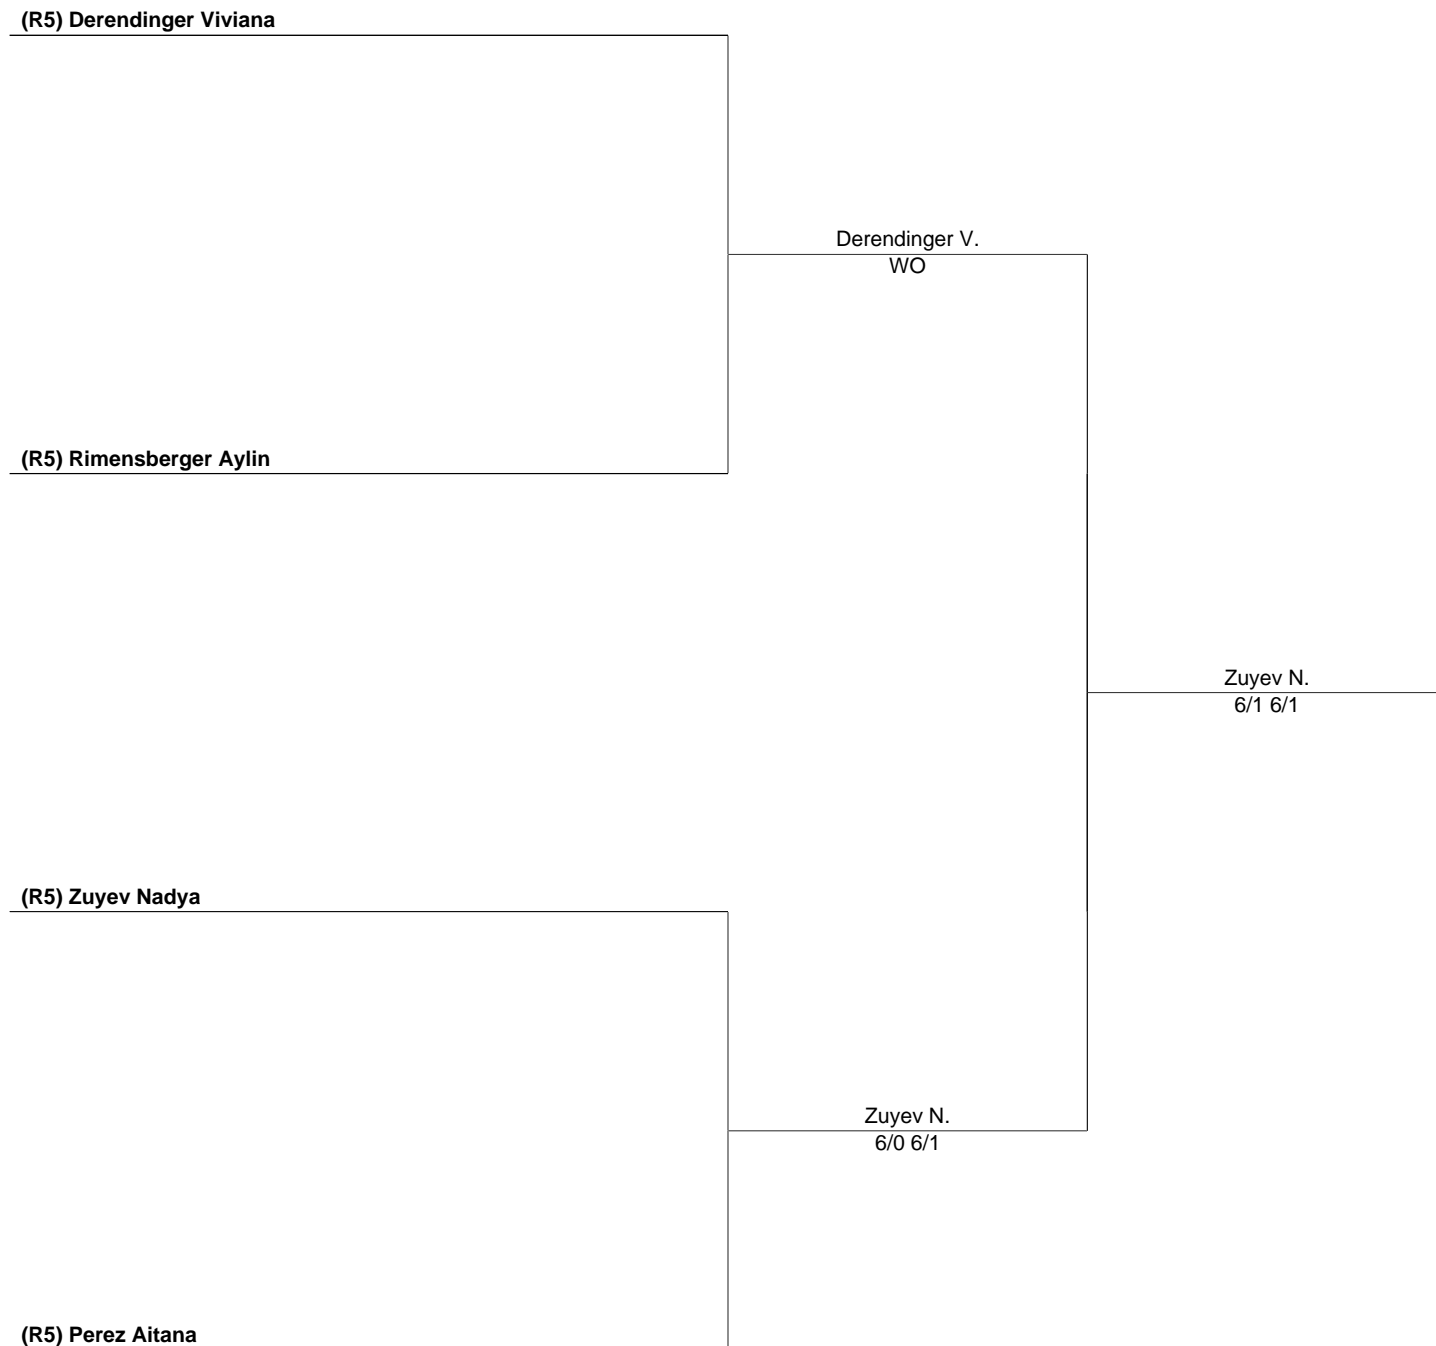 (R5) Derendinger Viviana
Derendinger V.
WO
(R5) Rimensberger Aylin
Zuyev N.
6/1 6/1
(R5) Zuyev Nadya
Zuyev N.
6/0 6/1
(R5) Perez Aitana